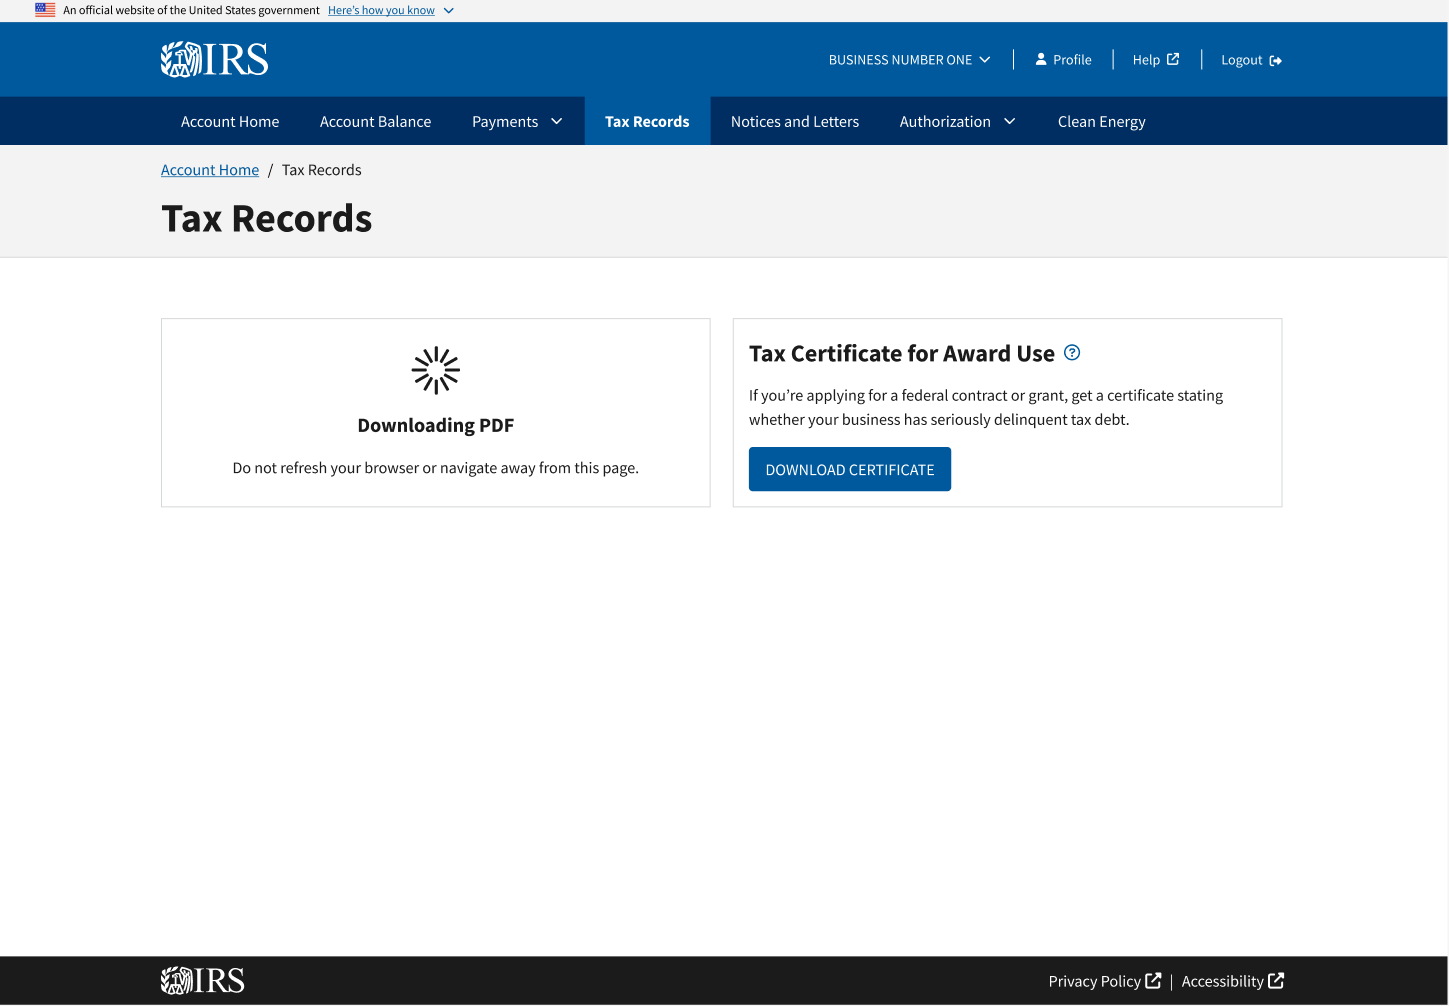 An official website of the United States government Here's how you know
IRS
BUSINESS NUMBER ONE Profile Help Logout
Account Home Account Balance Payments Tax Records Notices and Letters Authorization Clean Energy
Account Home / Tax Records
Tax Records
Downloading PDF
Do not refresh your browser or navigate away from this page.
Tax Certificate for Award Use
If you’re applying for a federal contract or grant, get a certificate stating
whether your business has seriously delinquent tax debt.
DOWNLOAD CERTIFICATE
IRS
Privacy Policy | Accessibility